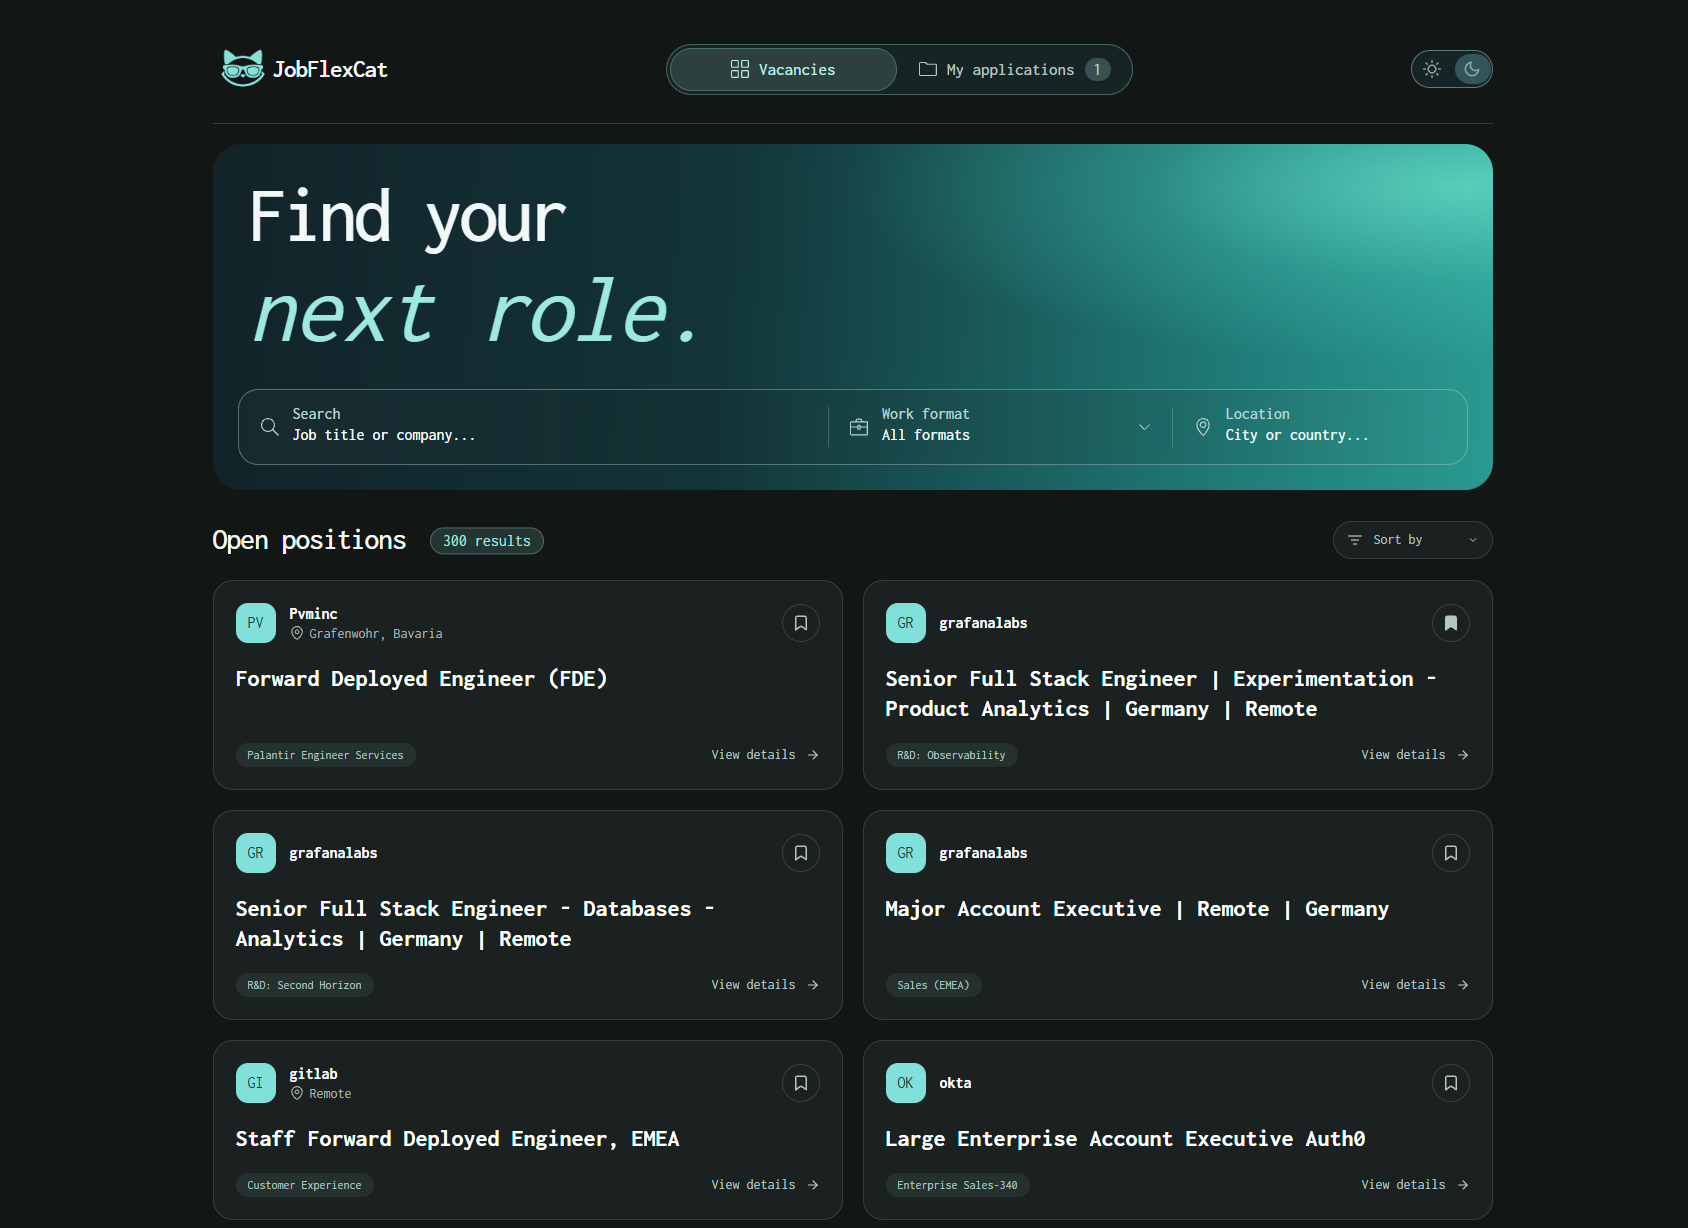 JobFlexCat
Vacancies
My applications 1
Find your
next role.
Search
Job title or company...
Work format
All formats
Location
City or country...
Open positions
300 results
Sort by
PV
Pvminc
Grafenwohr, Bavaria
Forward Deployed Engineer (FDE)
Palantir Engineer Services
View details
GR
grafanalabs
Senior Full Stack Engineer | Experimentation -
Product Analytics | Germany | Remote
R&D: Observability
View details
GR
grafanalabs
Senior Full Stack Engineer - Databases -
Analytics | Germany | Remote
R&D: Second Horizon
View details
GR
grafanalabs
Major Account Executive | Remote | Germany
Sales (EMEA)
View details
GI
gitlab
Remote
Staff Forward Deployed Engineer, EMEA
Customer Experience
View details
OK
okta
Large Enterprise Account Executive Auth0
Enterprise Sales-340
View details